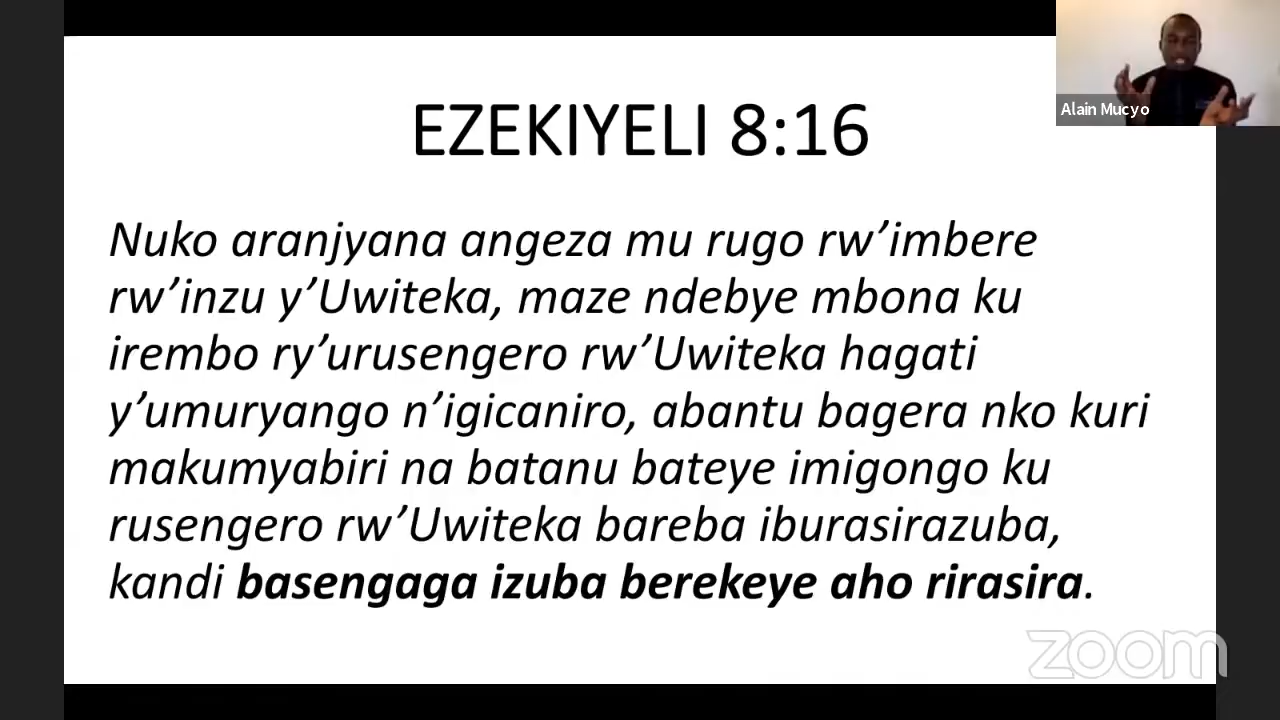 EZEKIYELI 8:16
Alain Mucyo
Nuko aranjyana angeza mu rugo rw’imbere
rw’inzu y’Uwiteka, maze ndebye mbona ku
irembo ry’urusengero rw’Uwiteka hagati
y’umuryango n’igicaniro, abantu bagera nko kuri
makumyabiri na batanu bateye imigongo ku
rusengero rw’Uwiteka bareba iburasirazuba,
kandi basengaga izuba berekeye aho rirasira.
zoom